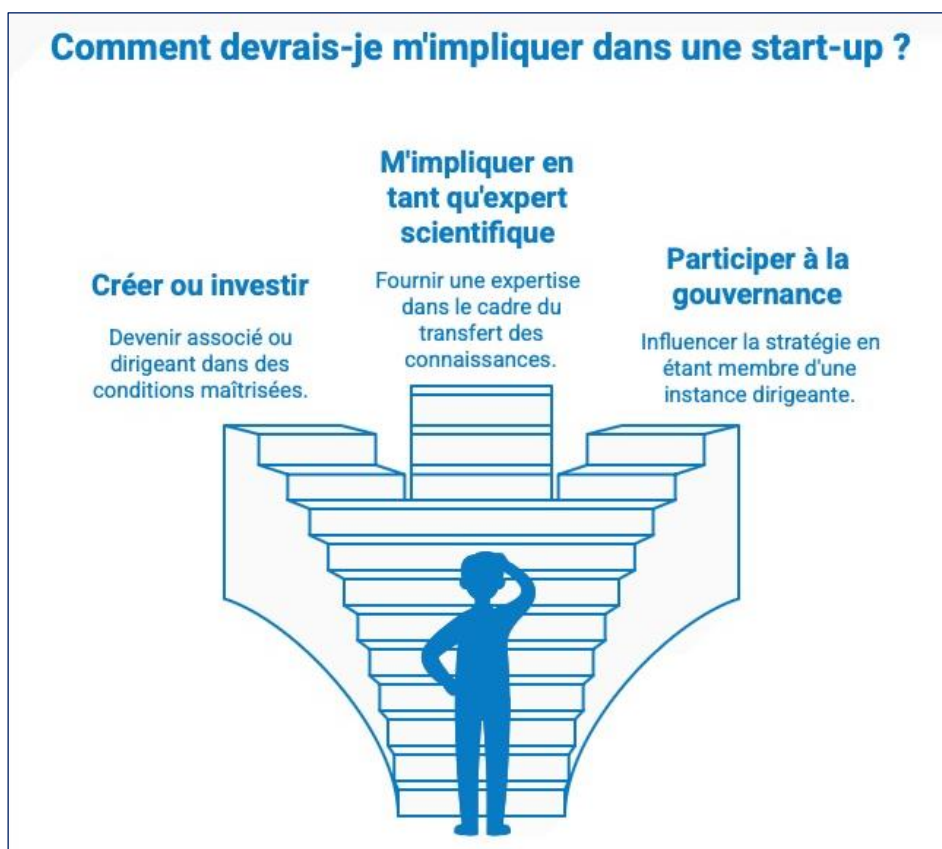 Comment devrais-je m'impliquer dans une start-up ?
M'impliquer en
tant qu'expert
scientifique
Fournir une expertise
dans le cadre du
transfert des
connaissances.
Créer ou investir
Devenir associé ou
dirigeant dans des
conditions maîtrisées.
Participer à la
gouvernance
Influencer la stratégie en
étant membre d'une
instance dirigeante.